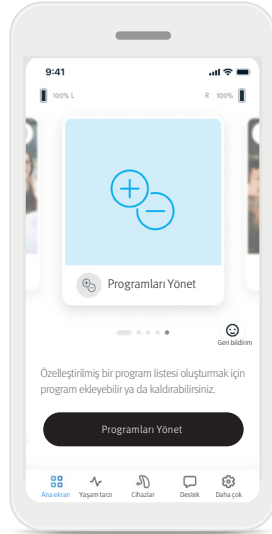 9:41
100% L
R 100%
Programları Yönet
Geri bildirim
Özelleştirilmiş bir program listesi oluşturmak için
program ekleyebilir ya da kaldırabilirsiniz.
Programları Yönet
Ana ekran Yaşam tarzı Cihazlar Destek Daha çok